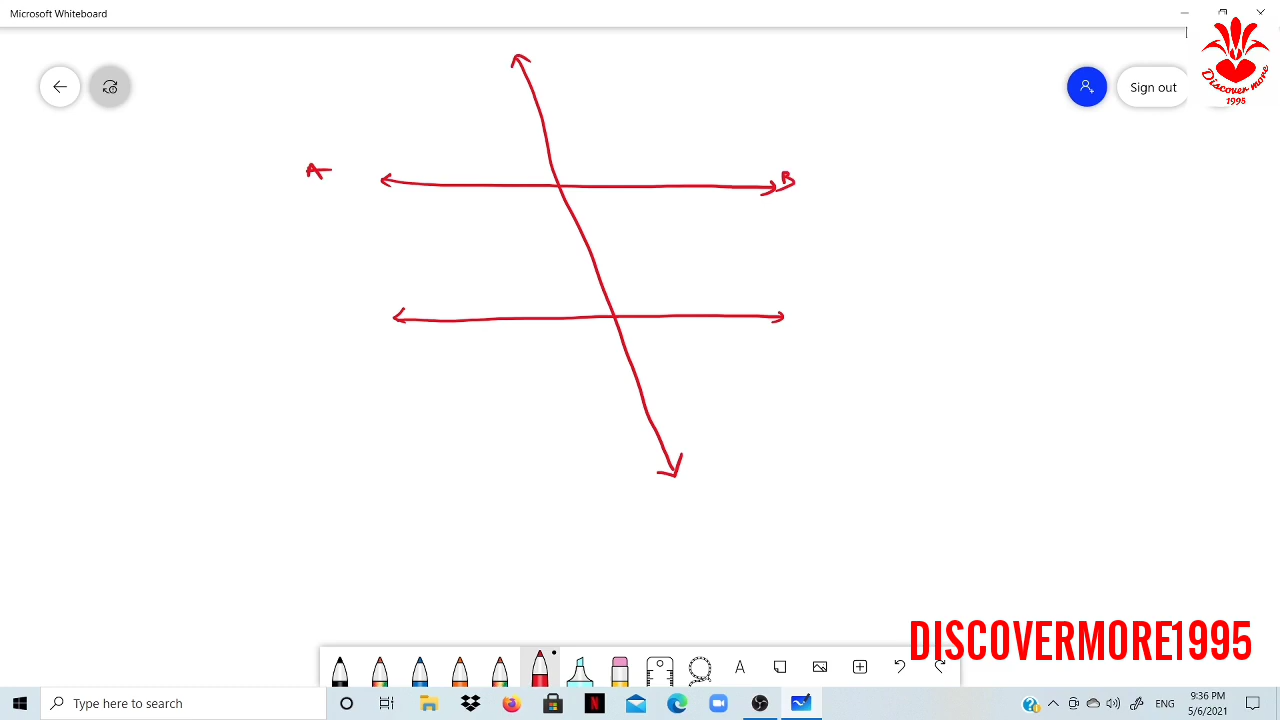 Microsoft Whiteboard
Sign out
Discover more
1995
A
B
DISCOVERMORE1995
A
Type here to search
ENG
9:36 PM
5/6/2021